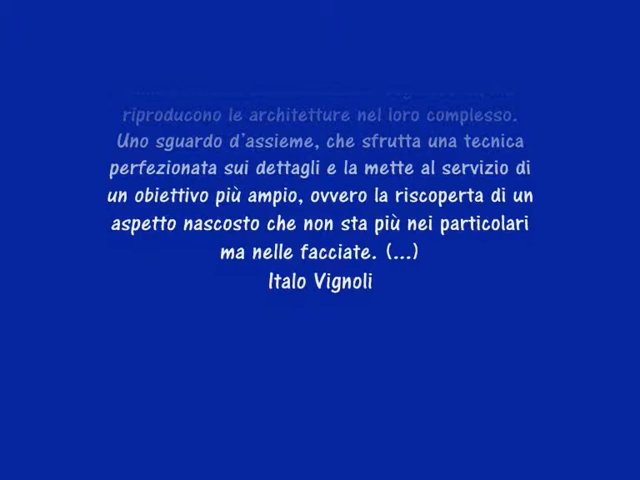 riproducono le architetture nel loro complesso.
Uno sguardo d'assieme, che sfrutta una tecnica
perfezionata sui dettagli e la mette al servizio di
un obiettivo più ampio, ovvero la riscoperta di un
aspetto nascosto che non sta più nei particolari
ma nelle facciate. (...)
Italo Vignoli